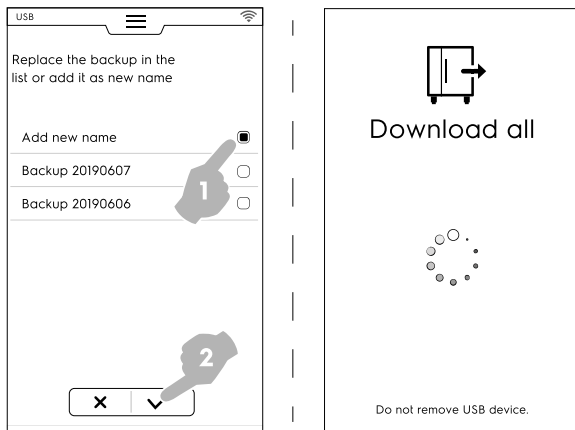 USB
Replace the backup in the
list or add it as new name
Add new name
Backup 20190607
Backup 20190606
1
2
Download all
Do not remove USB device.